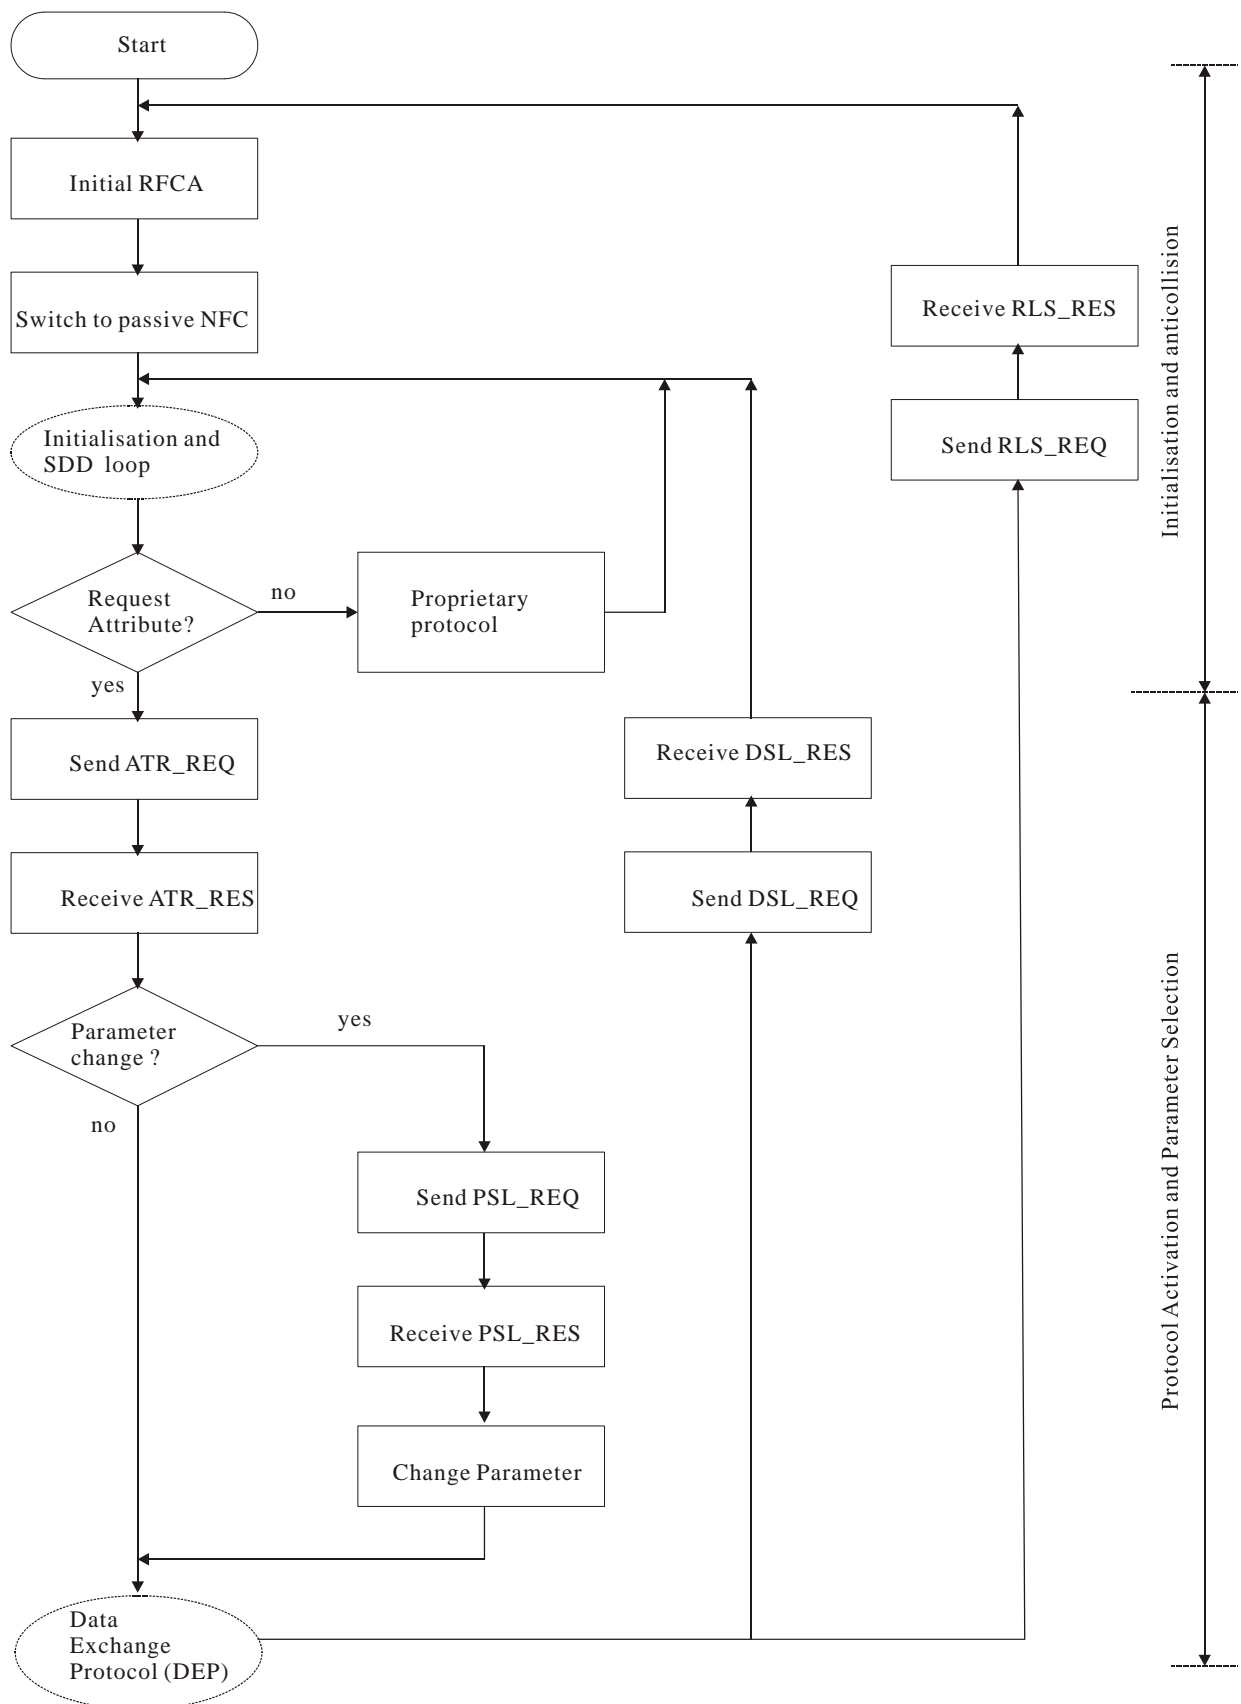 Start
Initial RFCA
Switch to passive NFC
Initialisation and
SDD loop
Request
Attribute?
no
Proprietary
protocol
yes
Send ATR_REQ
Receive ATR_RES
Parameter
change ?
yes
no
Send PSL_REQ
Receive PSL_RES
Change Parameter
Data
Exchange
Protocol (DEP)
Receive DSL_RES
Send DSL_REQ
Receive RLS_RES
Send RLS_REQ
Initialisation and anticollision
Protocol Activation and Parameter Selection